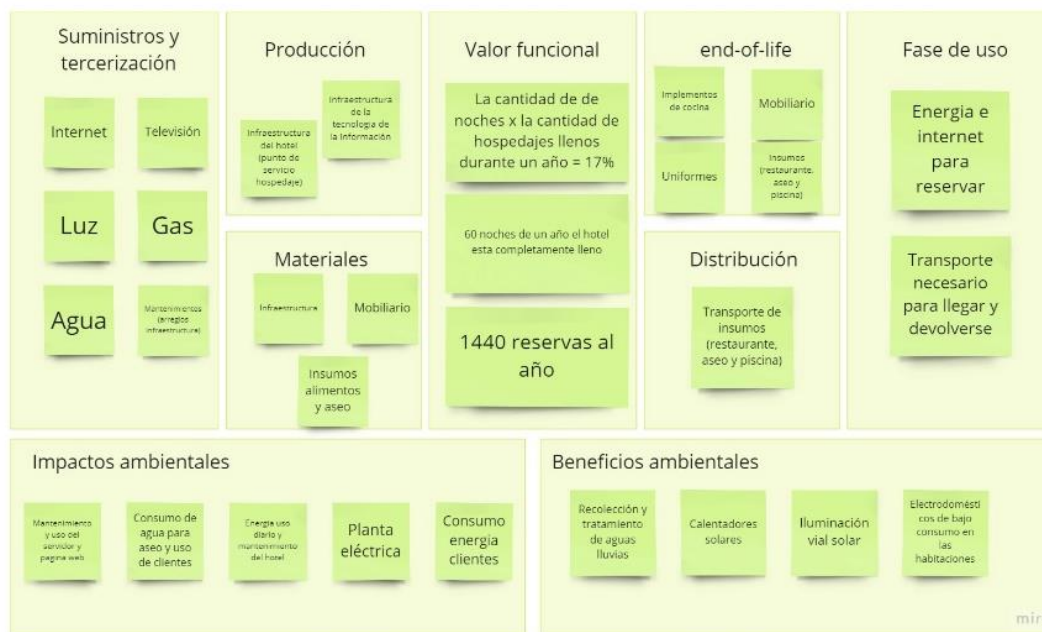 Suministros y
tercerización
Internet
Televisión
Luz
Gas
Agua
Mantenimientos
(arreglos
infraestructura)
Producción
Infraestructura
de la
tecnologia de
la información
Infraestructura
del hotel
(punto de
servicio
hospedaje)
Materiales
Infraestructura
Mobiliario
Insumos
alimentos
y aseo
Valor funcional
La cantidad de de
noches x la cantidad de
hospedajes llenos
durante un año = 17%
60 noches de un año el hotel
esta completamente lleno
1440 reservas al
año
end-of-life
Implementos
de cocina
Mobiliario
Uniformes
Insumos
(restaurante,
aseo y
piscina)
Distribución
Transporte de
insumos
(restaurante,
aseo y piscina)
Fase de uso
Energia e
internet
para
reservar
Transporte
necesario
para llegar y
devolverse
Impactos ambientales
Mantenimiento
y uso del
servidor y
pagina web
Consumo de
agua para
aseo y uso
de clientes
Energia uso
diario y
mantenimiento
del hotel
Planta
eléctrica
Consumo
energia
clientes
Beneficios ambientales
Recolección y
tratamiento
de aguas
lluvias
Calentadores
solares
Iluminación
vial solar
Electrodomésti
cos de bajo
consumo en
las
habitaciones